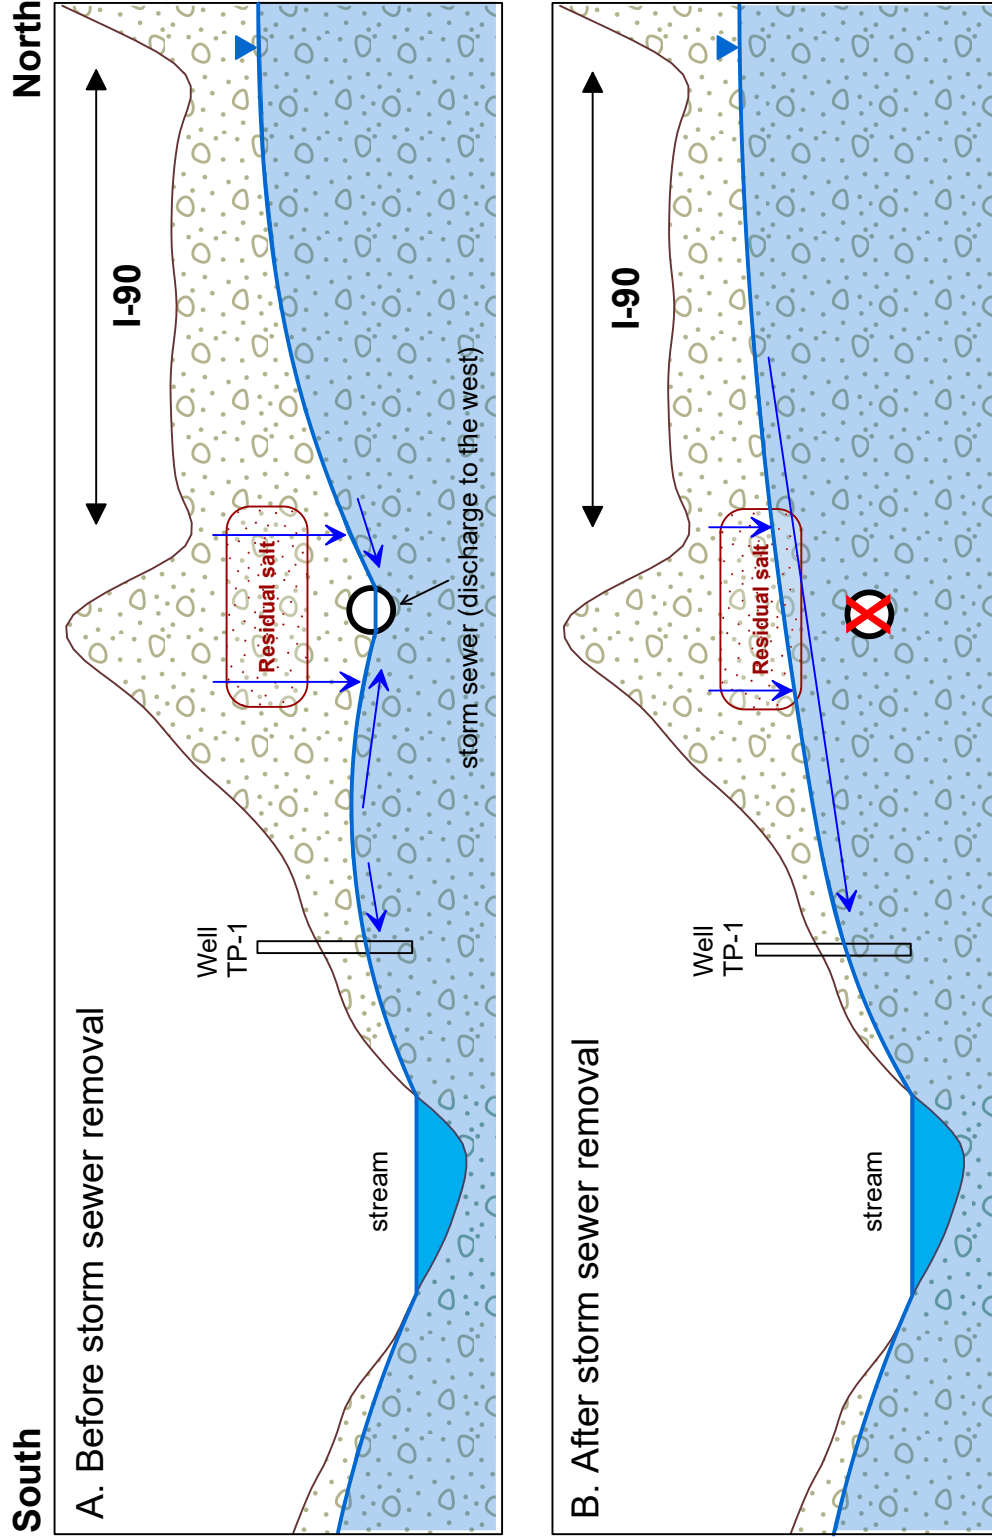 South
North
A. Before storm sewer removal
I-90
Well
TP-1
Residual salt
stream
storm sewer (discharge to the west)
B. After storm sewer removal
I-90
Well
TP-1
Residual salt
stream